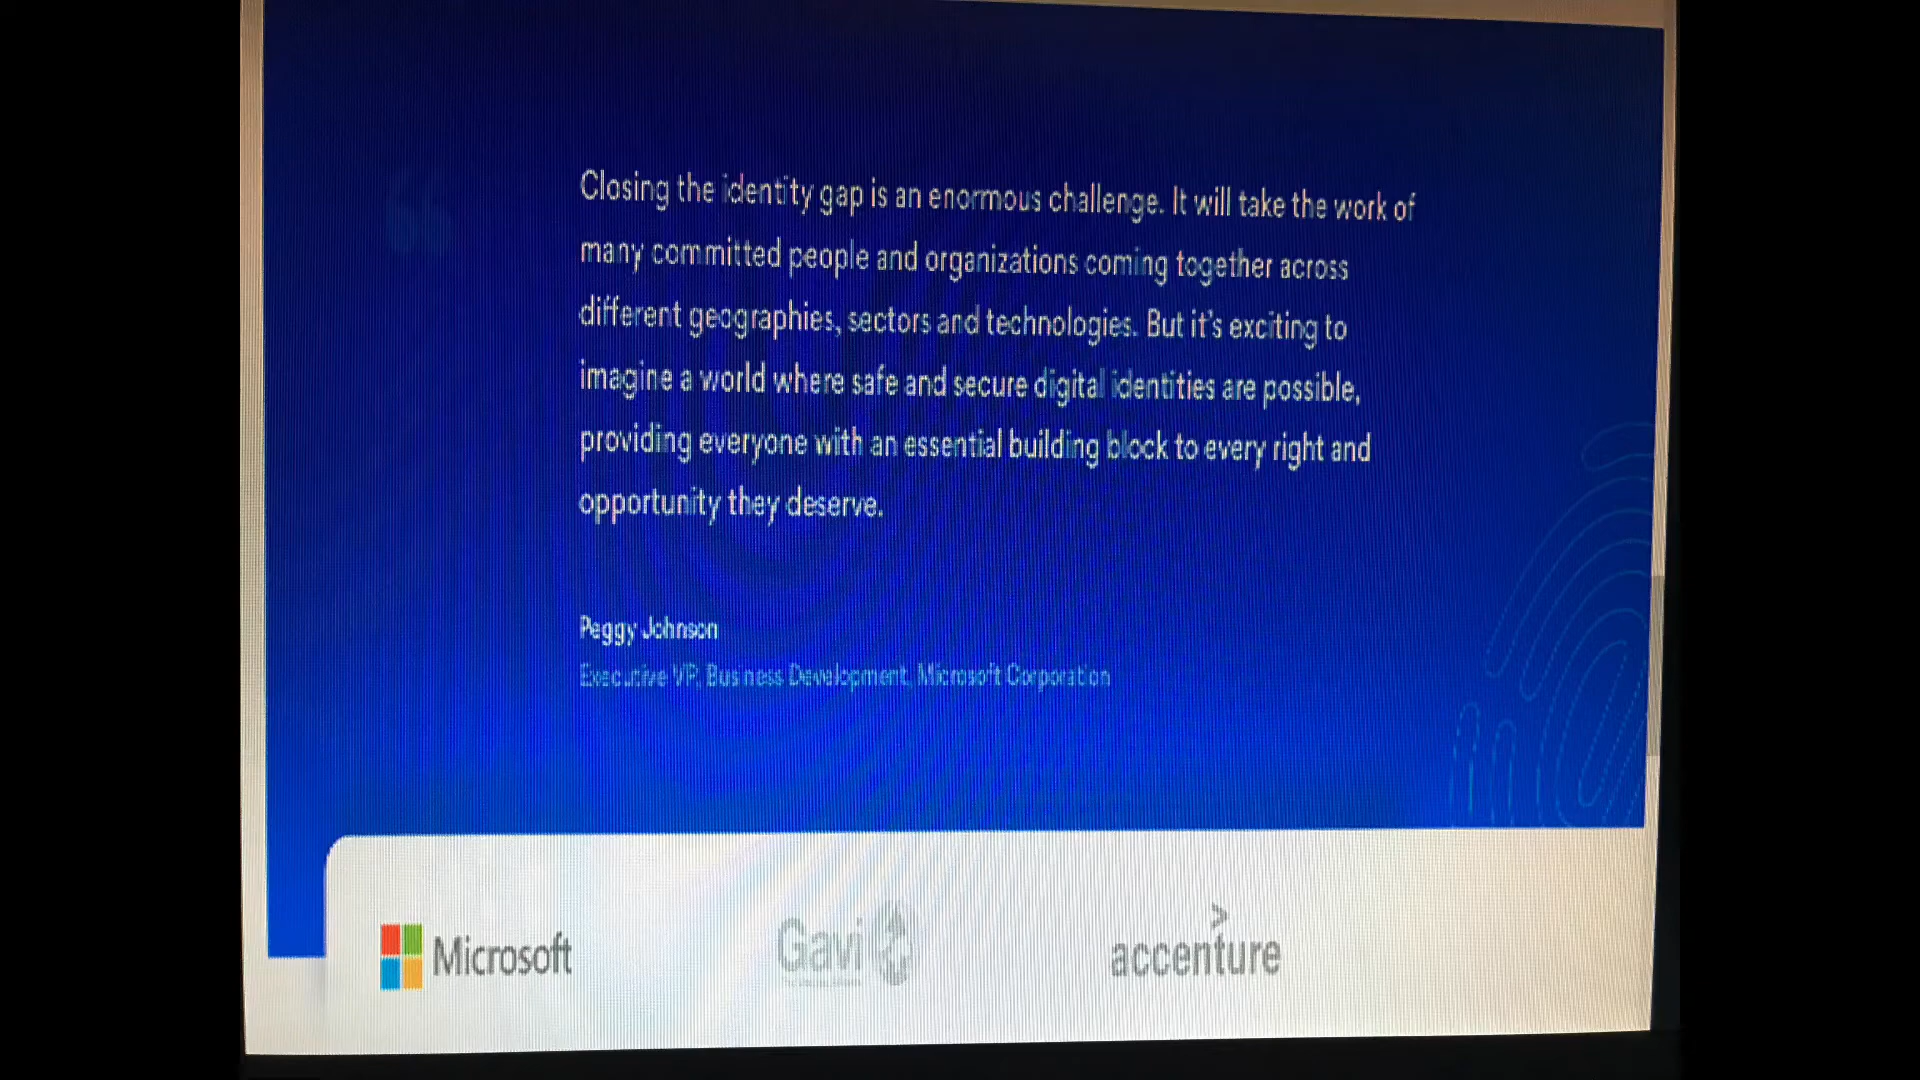 Closing the identity gap is an enormous challenge. It will take the work of
many committed people and organizations coming together across
different geographies, sectors and technologies. But it's exciting to
imagine a world where safe and secure digital identities are possible,
providing everyone with an essential building block to every right and
opportunity they deserve.
Peggy Johnson
Executive VP, Business Development, Microsoft Corporation
Microsoft
Gavi
accenture